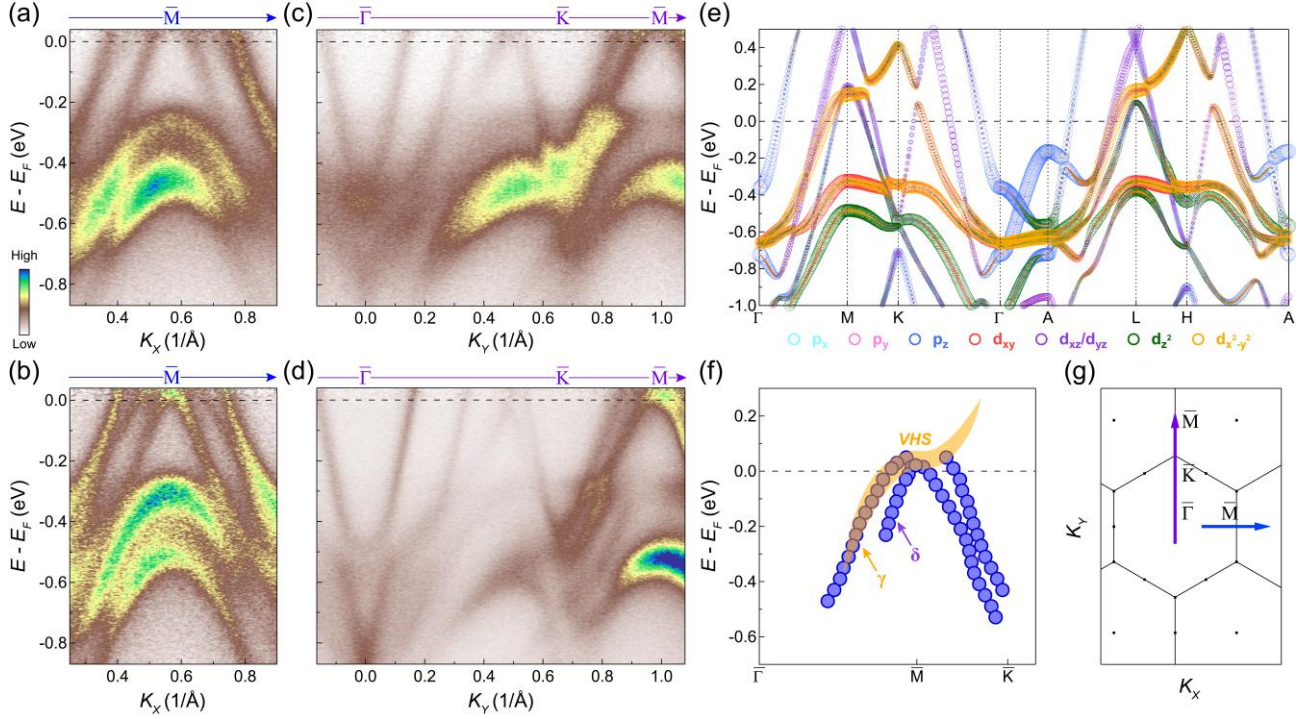 (a)
M̄
0.0
-0.2
-0.4
-0.6
-0.8
E - E_F (eV)
High
Low
0.4
0.6
0.8
K_X (1/Å)
(c)
Γ̄
K̄
M̄
0.0
-0.2
-0.4
-0.6
-0.8
E - E_F (eV)
0.0
0.2
0.4
0.6
0.8
1.0
K_Y (1/Å)
(e)
0.4
0.2
0.0
-0.2
-0.4
-0.6
-0.8
-1.0
E - E_F (eV)
Γ
M
K
Γ
A
L
H
A
p_x
p_y
p_z
d_xy
d_xz/d_yz
d_z²
d_x²-y²
(b)
M̄
0.0
-0.2
-0.4
-0.6
-0.8
E - E_F (eV)
0.4
0.6
0.8
K_X (1/Å)
(d)
Γ̄
K̄
M̄
0.0
-0.2
-0.4
-0.6
-0.8
E - E_F (eV)
0.0
0.2
0.4
0.6
0.8
1.0
K_Y (1/Å)
(f)
0.2
0.0
-0.2
-0.4
-0.6
E - E_F (eV)
VHS
δ
γ
Γ̄
M̄
K̄
(g)
M̄
K̄
Γ̄
M̄
K_Y
K_X